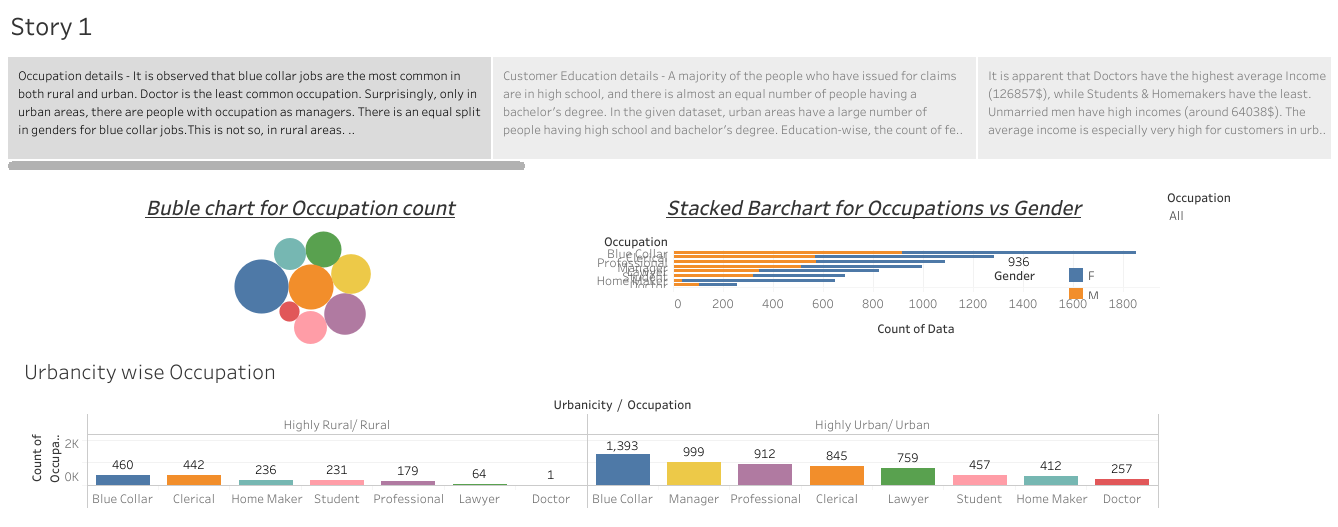 Story 1
Occupation details - It is observed that blue collar jobs are the most common in
both rural and urban. Doctor is the least common occupation. Surprisingly, only in
urban areas, there are people with occupation as managers. There is an equal split
in genders for blue collar jobs.This is not so, in rural areas. ..
Customer Education details - A majority of the people who have issued for claims
are in high school, and there is almost an equal number of people having a
bachelor's degree. In the given dataset, urban areas have a large number of
people having high school and bachelor's degree. Education-wise, the count of fe..
It is apparent that Doctors have the highest average Income
(126857$), while Students & Homemakers have the least.
Unmarried men have high incomes (around 64038$). The
average income is especially very high for customers in urb..
Buble chart for Occupation count
Stacked Barchart for Occupations vs Gender
Occupation
All
Occupation
Blue Collar
Clerical
Professional
Manager
Lawyer
Student
Home Maker
Doctor
936
Gender
F
M
0 200 400 600 800 1000 1200 1400 1600 1800
Count of Data
Urbancity wise Occupation
Urbanicity / Occupation
Highly Rural/ Rural
Highly Urban/ Urban
Count of
Occupa..
2K
0K
460 442 236 231 179 64 1
1,393 999 912 845 759 457 412 257
Blue Collar Clerical Home Maker Student Professional Lawyer Doctor
Blue Collar Manager Professional Clerical Lawyer Student Home Maker Doctor